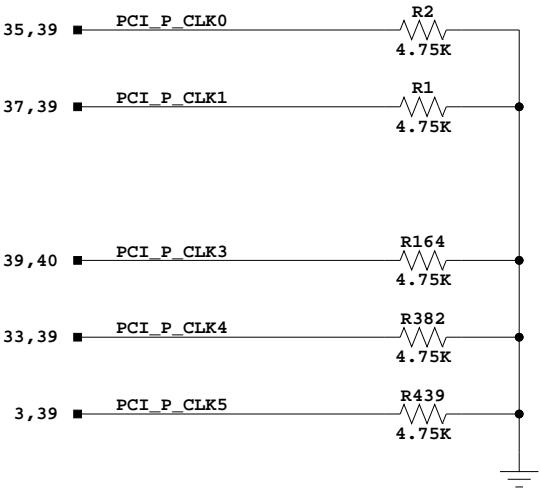 R2
35,39 PCI_P_CLK0
4.75K
R1
37,39 PCI_P_CLK1
4.75K
R164
39,40 PCI_P_CLK3
4.75K
R382
33,39 PCI_P_CLK4
4.75K
R439
3,39 PCI_P_CLK5
4.75K